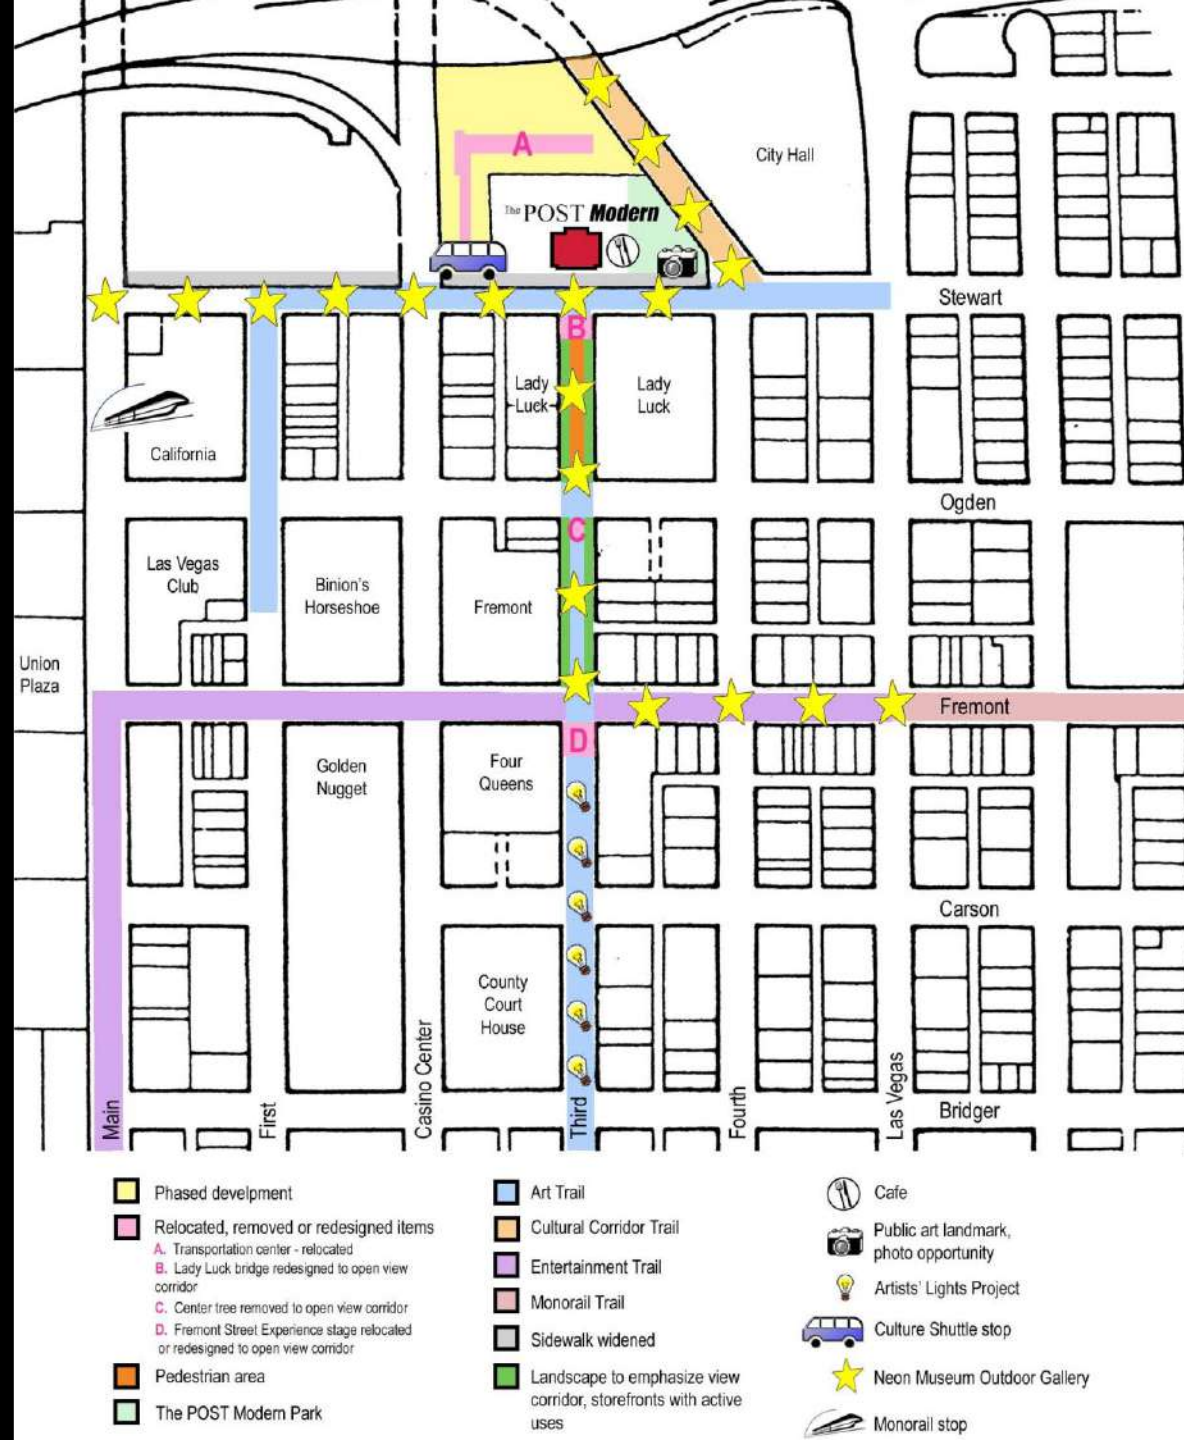 A
City Hall
The POST Modern
Stewart
B
Lady
Luck
Lady
Luck
California
Ogden
C
Las Vegas
Club
Binion's
Horseshoe
Fremont
Union
Plaza
Fremont
D
Golden
Nugget
Four
Queens
Carson
County
Court
House
Main
First
Casino Center
Third
Fourth
Las Vegas
Bridger
Phased develpment
Relocated, removed or redesigned items
A. Transportation center - relocated
B. Lady Luck bridge redesigned to open view
corridor
C. Center tree removed to open view corridor
D. Fremont Street Experience stage relocated
or redesigned to open view corridor
Pedestrian area
The POST Modern Park
Art Trail
Cultural Corridor Trail
Entertainment Trail
Monorail Trail
Sidewalk widened
Landscape to emphasize view
corridor, storefronts with active
uses
Cafe
Public art landmark,
photo opportunity
Artists' Lights Project
Culture Shuttle stop
Neon Museum Outdoor Gallery
Monorail stop